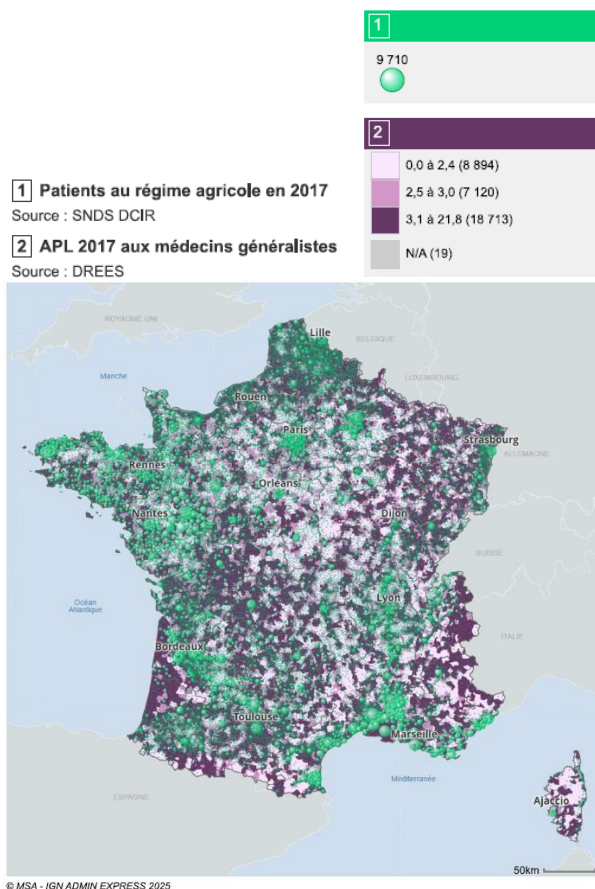 1
9 710
2
0,0 à 2,4 (8 894)
2,5 à 3,0 (7 120)
3,1 à 21,8 (18 713)
N/A (19)
1 Patients au régime agricole en 2017
Source : SNDS DCIR
2 APL 2017 aux médecins généralistes
Source : DREES
ROYAUME UNI
Lille
BELGIQUE
Manche
LUXEMBOURG
Rouen
Paris
Strasbourg
ALLEMAGNE
Rennes
Orléans
Nantes
Dijon
SUISSE
Océan
Atlantique
Lyon
ITALIE
Bordeaux
Toulouse
Marseille
Méditerranée
ESPAGNE
Ajaccio
50km
© MSA - IGN ADMIN EXPRESS 2025